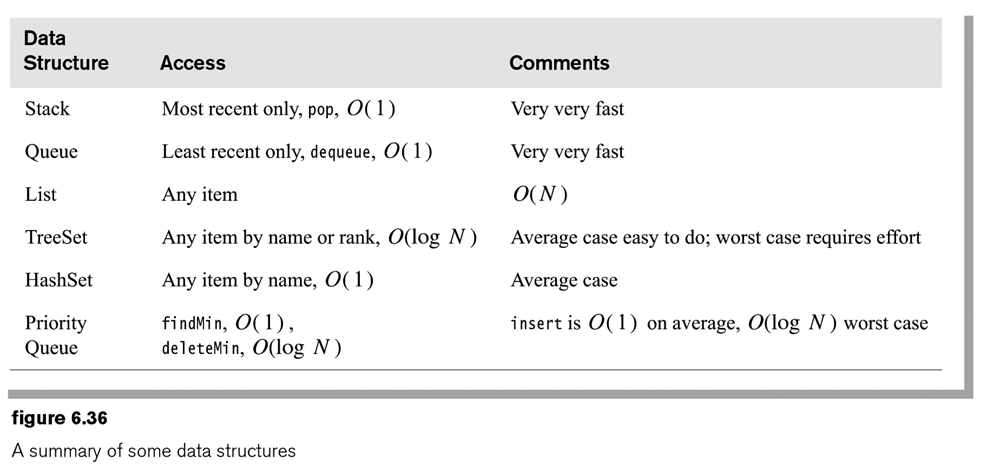 Data
Structure Access Comments
Stack Most recent only, pop, O(1) Very very fast
Queue Least recent only, dequeue, O(1) Very very fast
List Any item O(N)
TreeSet Any item by name or rank, O(log N) Average case easy to do; worst case requires effort
HashSet Any item by name, O(1) Average case
Priority findMin, O(1), insert is O(1) on average, O(log N) worst case
Queue deleteMin, O(log N)
figure 6.36
A summary of some data structures